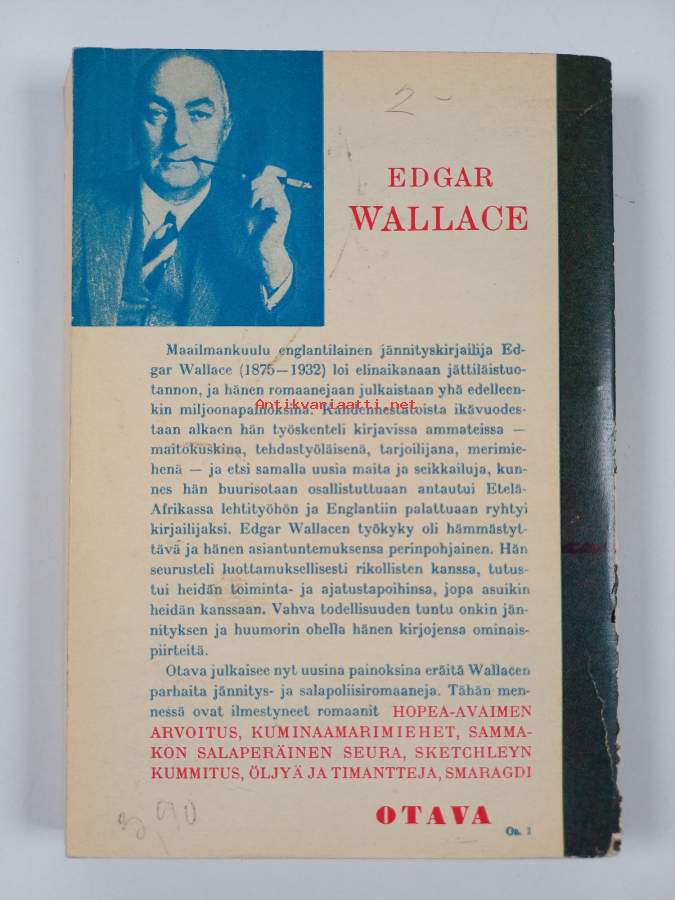 2-
EDGAR
WALLACE
Maailmankuulu englantilainen jännityskirjailija Ed-
gar Wallace (1875—1932) loi elinaikanaan jättiläistuo-
tannon, ja hänen romaanejaan julkaistaan yhä edelleen-
kin miljoonapainoksina. Kahdennestatoista ikävuodes-
Antikvariaatti.net
taan alkaen hän työskenteli kirjavissa ammateissa —
maitokuskina, tehdastyöläisenä, tarjoilijana, merimie-
henä — ja etsi samalla uusia maita ja seikkailuja, kun-
nes hän buurisotaan osallistuttuaan antautui Etelä-
Afrikassa lehtityöhön ja Englantiin palattuaan ryhtyi
kirjailijaksi. Edgar Wallacen työkyky oli hämmästyt-
tävä ja hänen asiantuntemuksensa perinpohjainen. Hän
seurusteli luottamuksellisesti rikollisten kanssa, tutus-
tui heidän toiminta- ja ajatustapoihinsa, jopa asuikin
heidän kanssaan. Vahva todellisuuden tuntu onkin jän-
nityksen ja huumorin ohella hänen kirjojensa ominais-
piirteitä.
Otava julkaisee nyt uusina painoksina eräitä Wallacen
parhaita jännitys- ja salapoliisiromaaneja. Tähän men-
nessä ovat ilmestyneet romaanit HOPEA-AVAIMEN
ARVOITUS, KUMINAAMARIMIEHET, SAMMA-
KON SALAPERÄINEN SEURA, SKETCHLEYN
KUMMITUS, ÖLJYÄ JA TIMANTTEJA, SMARAGDI
3,90
OTAVA
Oa. 1